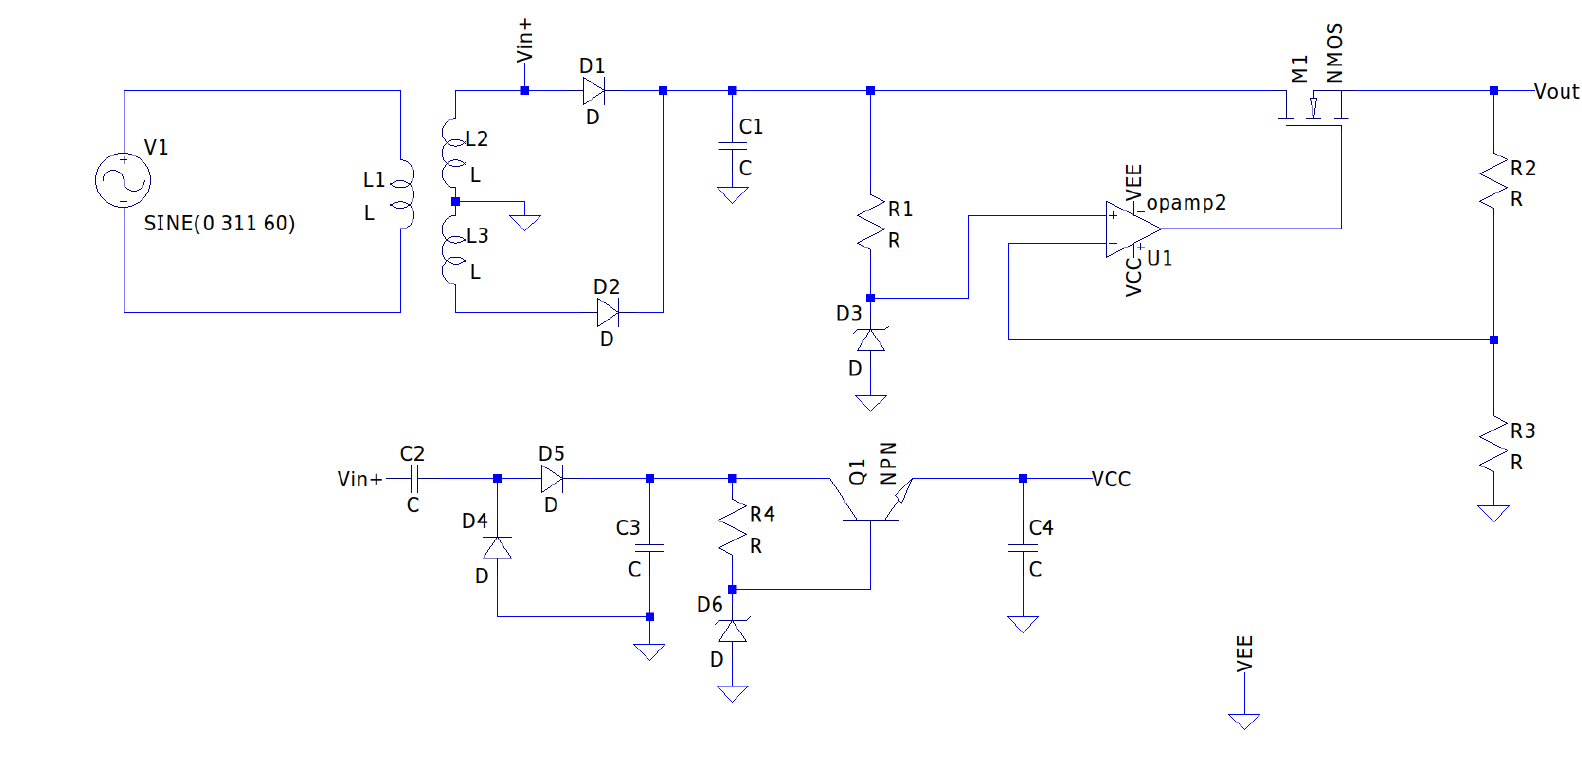 Vin+
D1
D
M1
NMOS
Vout
V1
SINE(0 311 60)
L1
L
L2
L
L3
L
C1
C
D2
D
R1
R
D3
D
VEE
+
-
opamp2
VCC
U1
R2
R
R3
R
Vin+
C2
C
D5
D
D4
D
C3
C
R4
R
D6
D
Q1
NPN
VCC
C4
C
VEE